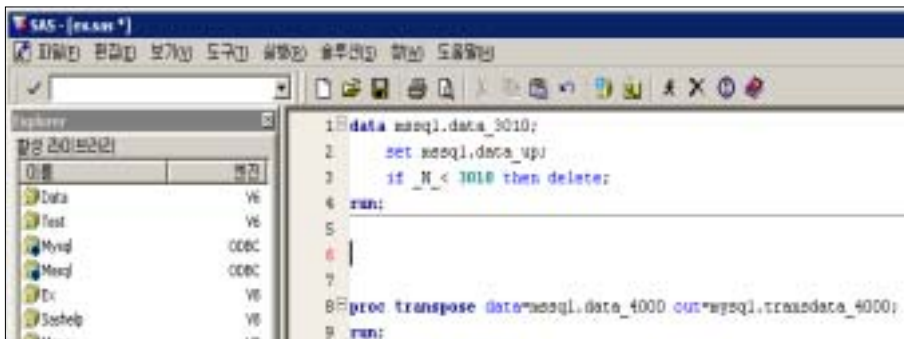 SAS - [ex.sas *]
파일(F) 편집(E) 보기(V) 도구(T) 실행(R) 솔루션(S) 창(W) 도움말(H)
Explorer
활성 라이브러리
이름 엔진
Data V6
Test V6
Mysql ODBC
Mssql ODBC
Ex V8
Sashelp V8
1 data mssql.data_3010;
2 set mssql.data_up;
3 if _N_< 3010 then delete;
4 run;
5
6
7
8 proc transpose data=mssql.data_4000 out=mysql.transdata_4000;
9 run;